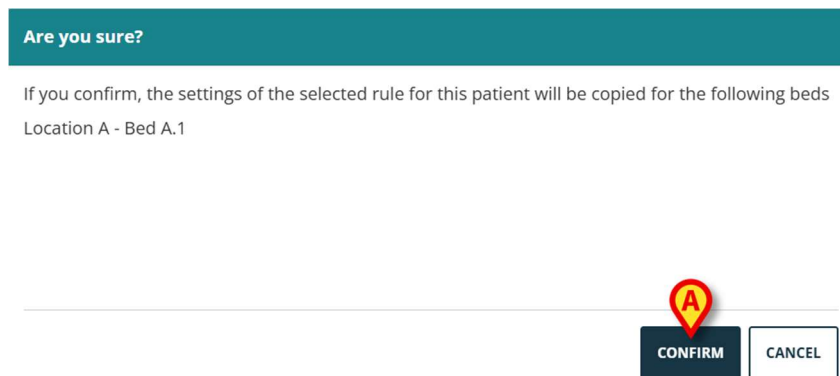 Are you sure?
If you confirm, the settings of the selected rule for this patient will be copied for the following beds
Location A - Bed A.1
A
CONFIRM CANCEL